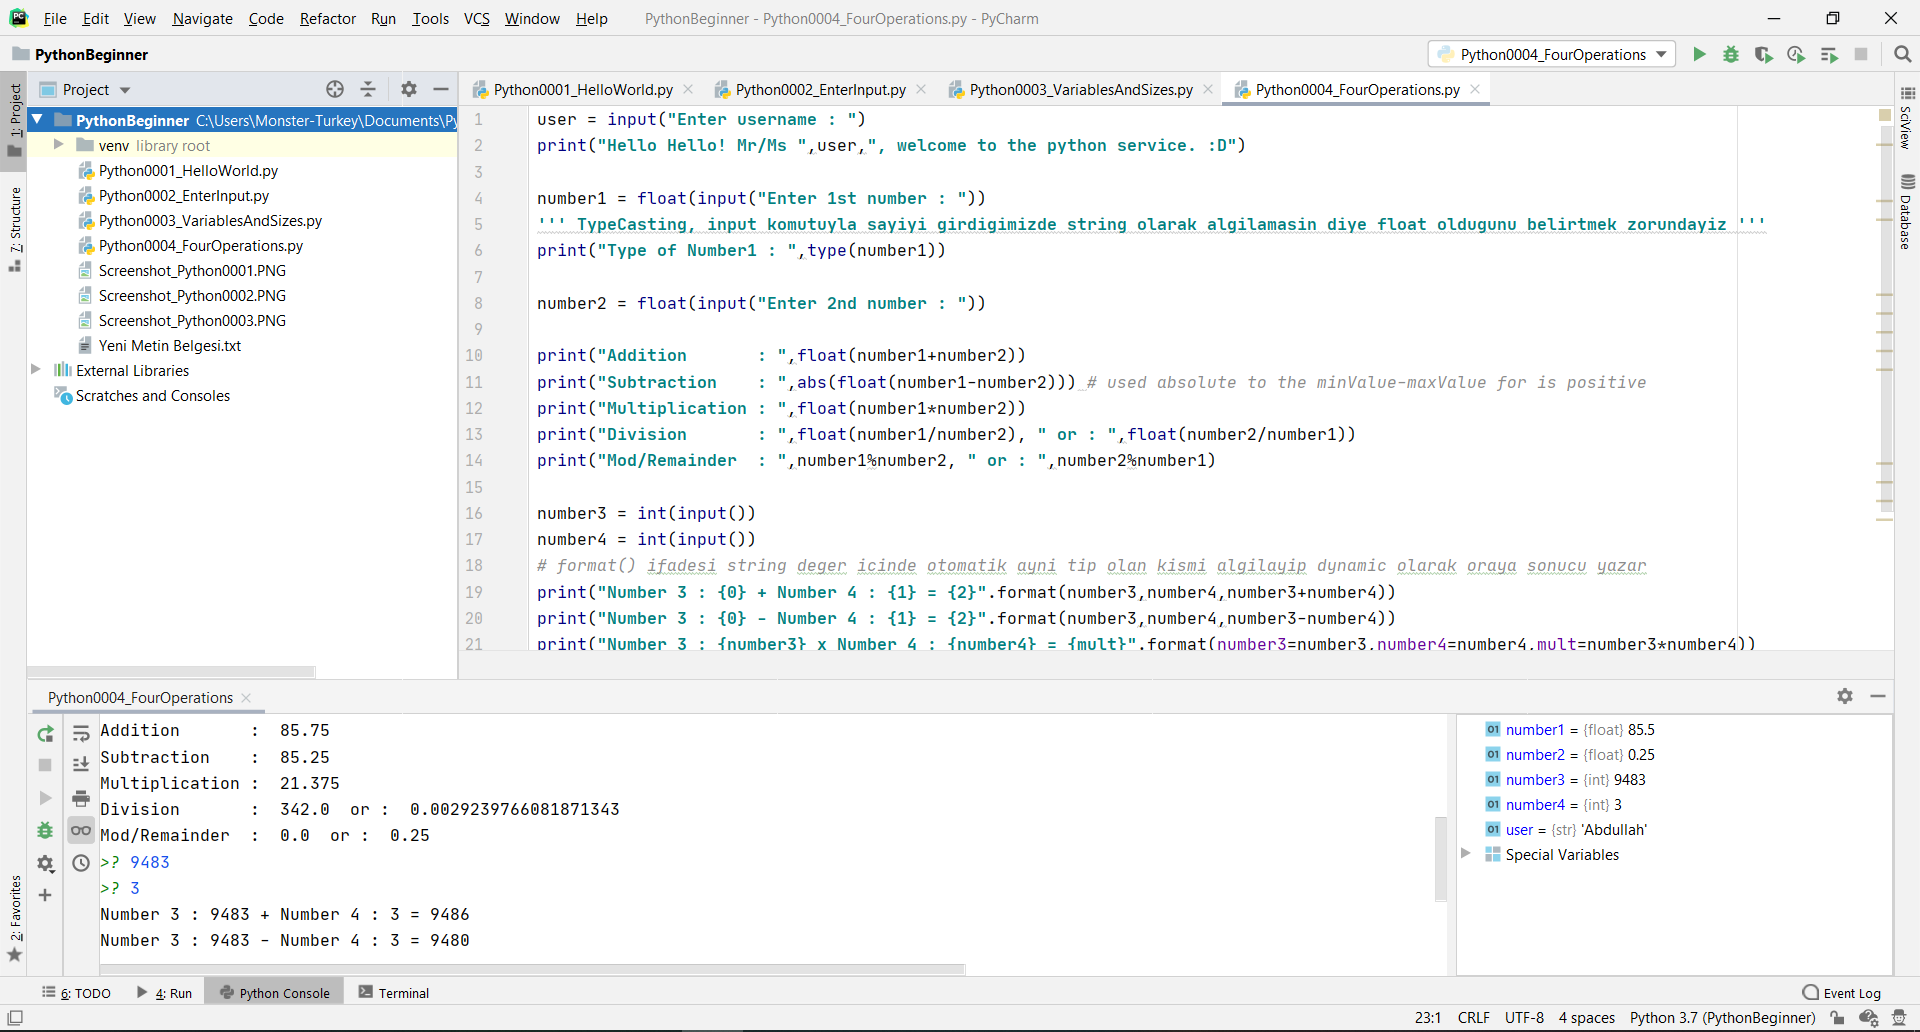 File Edit View Navigate Code Refactor Run Tools VCS Window Help PythonBeginner - Python0004_FourOperations.py - PyCharm
PythonBeginner
Python0004_FourOperations
1: Project
7: Structure
2: Favorites
Project
PythonBeginner C:\Users\Monster-Turkey\Documents\Py
venv library root
Python0001_HelloWorld.py
Python0002_EnterInput.py
Python0003_VariablesAndSizes.py
Python0004_FourOperations.py
Screenshot_Python0001.PNG
Screenshot_Python0002.PNG
Screenshot_Python0003.PNG
Yeni Metin Belgesi.txt
External Libraries
Scratches and Consoles
Python0001_HelloWorld.py Python0002_EnterInput.py Python0003_VariablesAndSizes.py Python0004_FourOperations.py
1 user = input("Enter username : ")
2 print("Hello Hello! Mr/Ms ",user,", welcome to the python service. :D")
3
4 number1 = float(input("Enter 1st number : "))
5 ''' TypeCasting, input komutuyla sayiyi girdigimizde string olarak algilamasin diye float oldugunu belirtmek zorundayiz '''
6 print("Type of Number1 : ",type(number1))
7
8 number2 = float(input("Enter 2nd number : "))
9
10 print("Addition       : ",float(number1+number2))
11 print("Subtraction    : ",abs(float(number1-number2))) # used absolute to the minValue-maxValue for is positive
12 print("Multiplication : ",float(number1*number2))
13 print("Division       : ",float(number1/number2), " or : ",float(number2/number1))
14 print("Mod/Remainder  : ",number1%number2, " or : ",number2%number1)
15
16 number3 = int(input())
17 number4 = int(input())
18 # format() ifadesi string deger icinde otomatik ayni tip olan kismi algilayip dynamic olarak oraya sonucu yazar
19 print("Number 3 : {0} + Number 4 : {1} = {2}".format(number3,number4,number3+number4))
20 print("Number 3 : {0} - Number 4 : {1} = {2}".format(number3,number4,number3-number4))
21 print("Number 3 : {number3} x Number 4 : {number4} = {mult}".format(number3=number3,number4=number4,mult=number3*number4))
SciView
Database
Python0004_FourOperations
Addition       :  85.75
Subtraction    :  85.25
Multiplication :  21.375
Division       :  342.0  or :  0.0029239766081871343
Mod/Remainder  :  0.0  or :  0.25
>? 9483
>? 3
Number 3 : 9483 + Number 4 : 3 = 9486
Number 3 : 9483 - Number 4 : 3 = 9480
number1 = {float} 85.5
number2 = {float} 0.25
number3 = {int} 9483
number4 = {int} 3
user = {str} 'Abdullah'
Special Variables
6: TODO 4: Run Python Console Terminal Event Log
23:1 CRLF UTF-8 4 spaces Python 3.7 (PythonBeginner)